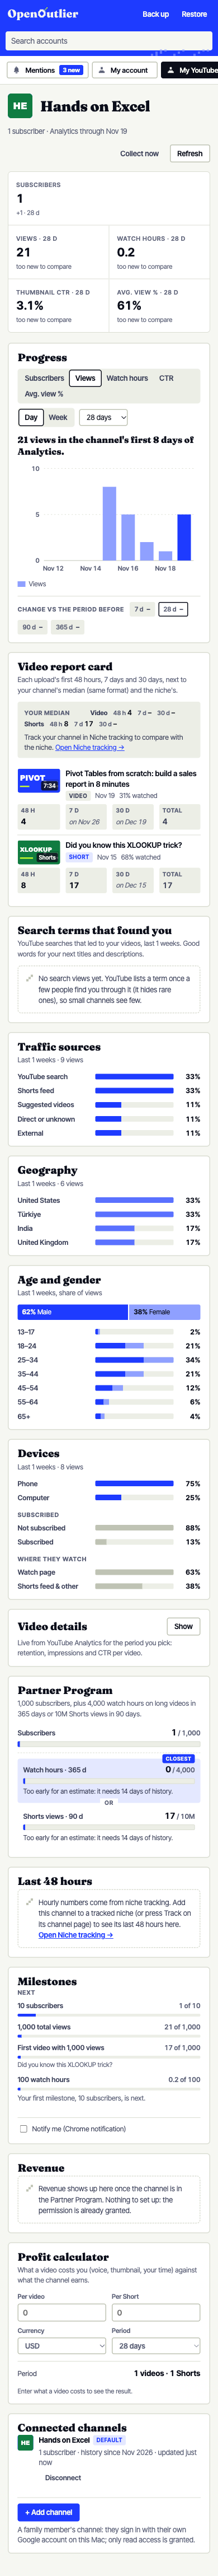 OpenOutlier
Back up
Restore
Search accounts
Mentions 3 new
My account
My YouTube
HE
Hands on Excel
1 subscriber · Analytics through Nov 19
Collect now
Refresh
SUBSCRIBERS
1
+1 · 28 d
VIEWS · 28 D
21
too new to compare
WATCH HOURS · 28 D
0.2
too new to compare
THUMBNAIL CTR · 28 D
3.1%
too new to compare
AVG. VIEW % · 28 D
61%
too new to compare
Progress
Subscribers Views Watch hours CTR
Avg. view %
Day Week 28 days
21 views in the channel's first 8 days of
Analytics.
10
5
0
Nov 12 Nov 14 Nov 16 Nov 18
Views
CHANGE VS THE PERIOD BEFORE 7 d – 28 d –
90 d – 365 d –
Video report card
Each upload's first 48 hours, 7 days and 30 days, next to
your channel's median (same format) and the niche's.
YOUR MEDIAN Video 48 h 4 7 d – 30 d –
Shorts 48 h 8 7 d 17 30 d –
Track your channel in Niche tracking to compare with
the niche. Open Niche tracking →
PIVOT
7:34
Pivot Tables from scratch: build a sales
report in 8 minutes
VIDEO Nov 19 31% watched
48 H 7 D 30 D TOTAL
4 on Nov 26 on Dec 19 4
XLOOKUP
Shorts
Did you know this XLOOKUP trick?
SHORT Nov 15 68% watched
48 H 7 D 30 D TOTAL
8 17 on Dec 15 17
Search terms that found you
YouTube searches that led to your videos, last 1 weeks. Good
words for your next titles and descriptions.
No search views yet. YouTube lists a term once a
few people find you through it (it hides rare
ones), so small channels see few.
Traffic sources
Last 1 weeks · 9 views
YouTube search 33%
Shorts feed 33%
Suggested videos 11%
Direct or unknown 11%
External 11%
Geography
Last 1 weeks · 6 views
United States 33%
Türkiye 33%
India 17%
United Kingdom 17%
Age and gender
Last 1 weeks, share of views
62% Male 38% Female
13–17 2%
18–24 21%
25–34 34%
35–44 21%
45–54 12%
55–64 6%
65+ 4%
Devices
Last 1 weeks · 8 views
Phone 75%
Computer 25%
SUBSCRIBED
Not subscribed 88%
Subscribed 13%
WHERE THEY WATCH
Watch page 63%
Shorts feed & other 38%
Video details
Show
Live from YouTube Analytics for the period you pick:
retention, impressions and CTR per video.
Partner Program
1,000 subscribers, plus 4,000 watch hours on long videos in
365 days or 10M Shorts views in 90 days.
Subscribers 1 / 1,000
CLOSEST
Watch hours · 365 d 0 / 4,000
Too early for an estimate: it needs 14 days of history.
OR
Shorts views · 90 d 17 / 10M
Too early for an estimate: it needs 14 days of history.
Last 48 hours
Hourly numbers come from niche tracking. Add
this channel to a tracked niche (or press Track on
its channel page) to see its last 48 hours here.
Open Niche tracking →
Milestones
NEXT
10 subscribers 1 of 10
1,000 total views 21 of 1,000
First video with 1,000 views 17 of 1,000
Did you know this XLOOKUP trick?
100 watch hours 0.2 of 100
Your first milestone, 10 subscribers, is next.
Notify me (Chrome notification)
Revenue
Revenue shows up here once the channel is in
the Partner Program. Nothing to set up: the
permission is already granted.
Profit calculator
What a video costs you (voice, thumbnail, your time) against
what the channel earns.
Per video Per Short
0 0
Currency Period
USD 28 days
Period 1 videos · 1 Shorts
Enter what a video costs to see the result.
Connected channels
HE
Hands on Excel DEFAULT
1 subscriber · history since Nov 2026 · updated just
now
Disconnect
+ Add channel
A family member's channel: they sign in with their own
Google account on this Mac; only read access is granted.